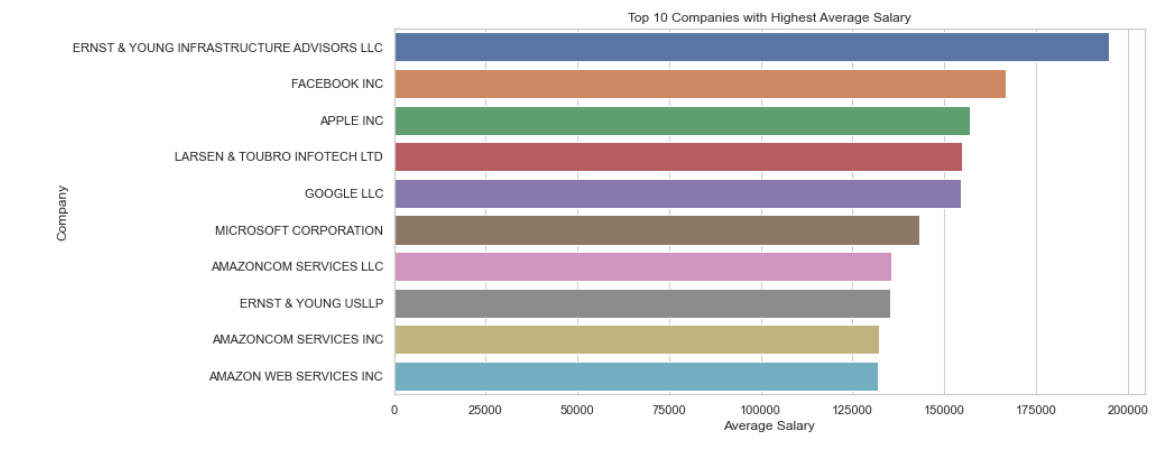 Top 10 Companies with Highest Average Salary
ERNST & YOUNG INFRASTRUCTURE ADVISORS LLC
FACEBOOK INC
APPLE INC
LARSEN & TOUBRO INFOTECH LTD
GOOGLE LLC
MICROSOFT CORPORATION
AMAZONCOM SERVICES LLC
ERNST & YOUNG USLLP
AMAZONCOM SERVICES INC
AMAZON WEB SERVICES INC
Company
0 25000 50000 75000 100000 125000 150000 175000 200000
Average Salary